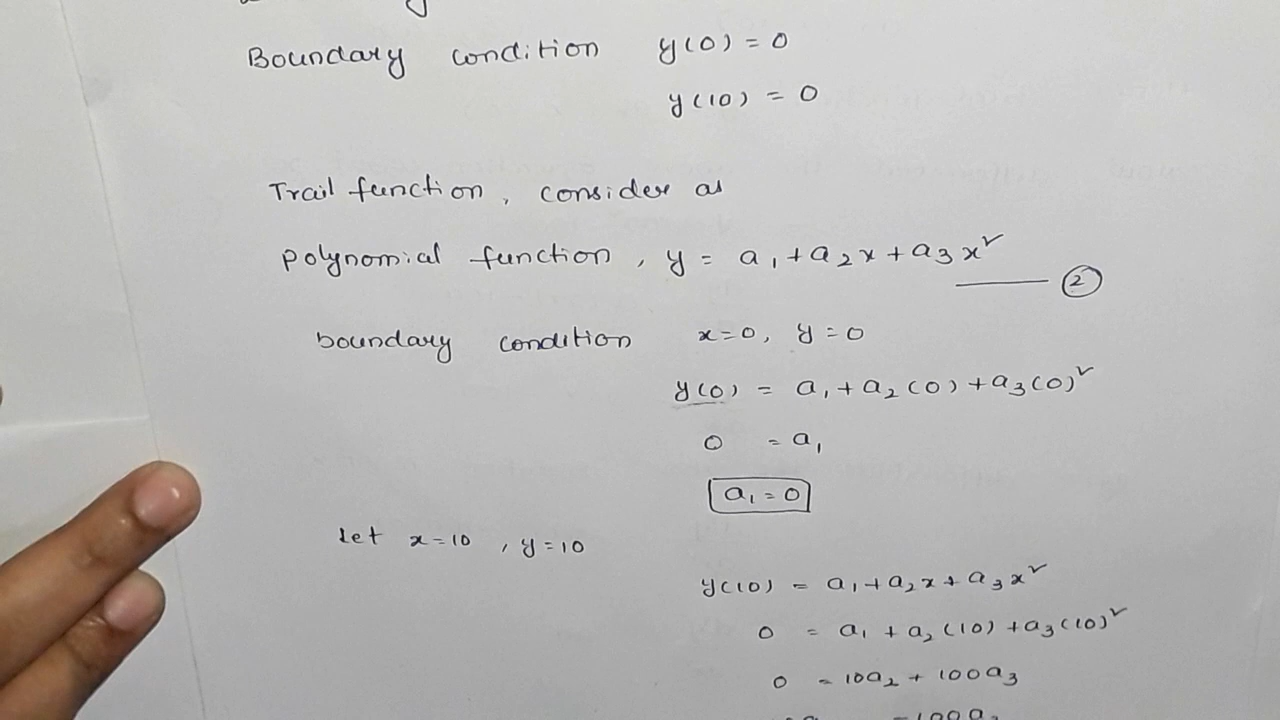 Boundary condition y(0) = 0
y(10) = 0
Trail function, consider as
polynomial function, y = a₁ + a₂x + a₃x²
——— ②
boundary condition x=0, y=0
y(0) = a₁ + a₂(0) + a₃(0)²
0 = a₁
a₁ = 0
let x=10, y=10
y(10) = a₁ + a₂x + a₃x²
0 = a₁ + a₂(10) + a₃(10)²
0 = 10a₂ + 100a₃